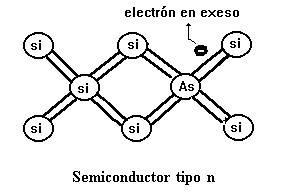 electrón en exeso
si si si
si As
si si si
Semiconductor tipo n